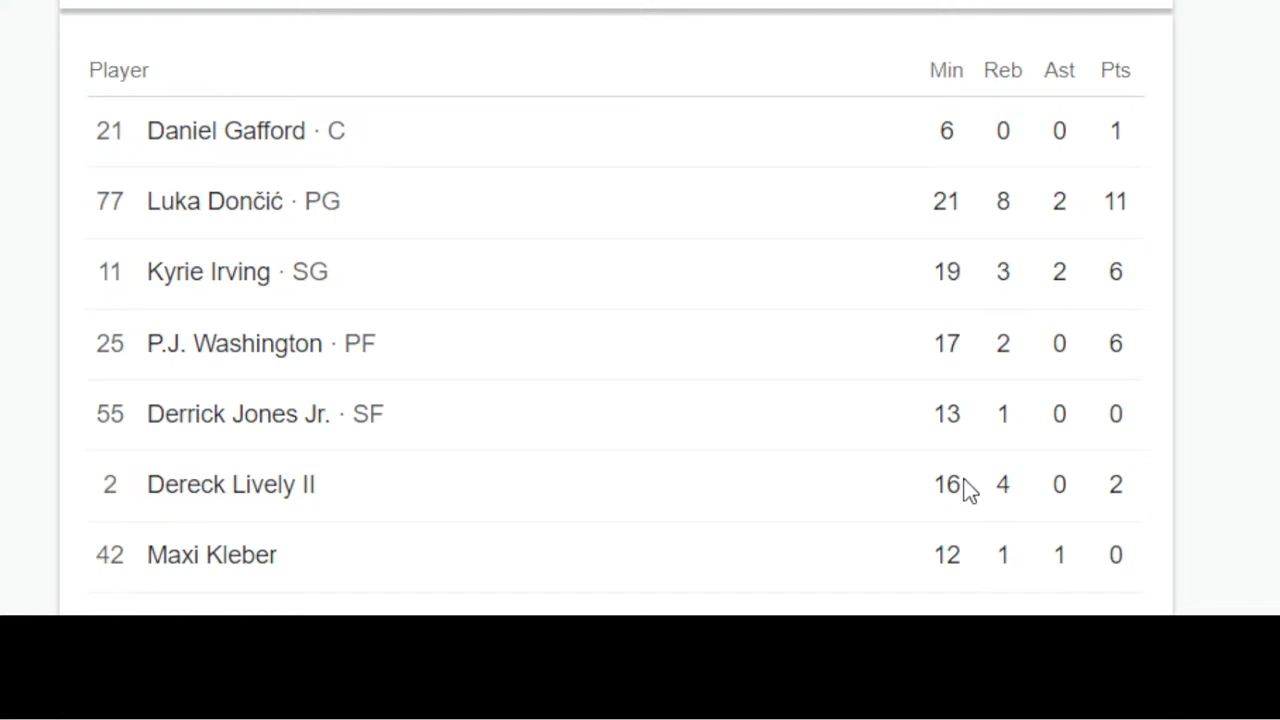 Player Min Reb Ast Pts
21 Daniel Gafford · C 6 0 0 1
77 Luka Dončić · PG 21 8 2 11
11 Kyrie Irving · SG 19 3 2 6
25 P.J. Washington · PF 17 2 0 6
55 Derrick Jones Jr. · SF 13 1 0 0
2 Dereck Lively II 16 4 0 2
42 Maxi Kleber 12 1 1 0